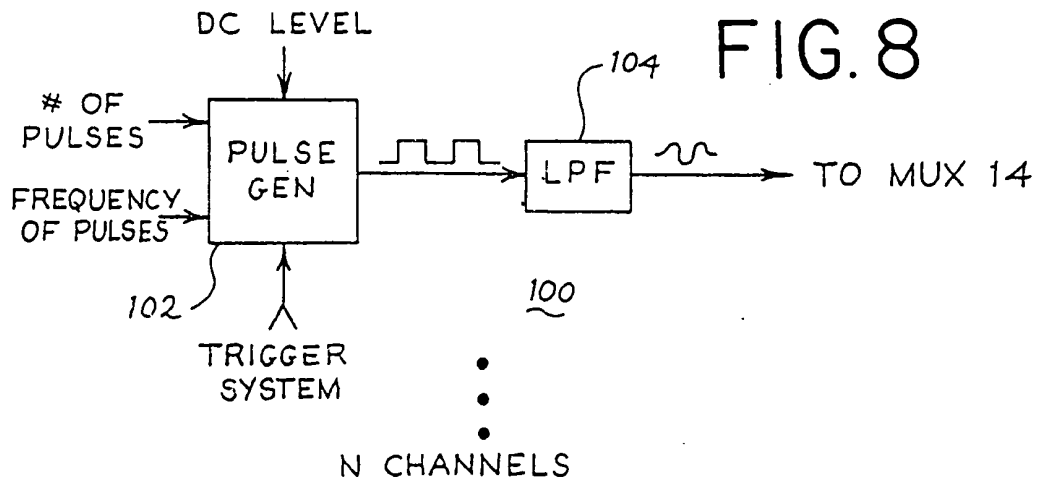 DC LEVEL
FIG. 8
104
# OF
PULSES
PULSE
GEN
LPF
TO MUX 14
FREQUENCY
OF PULSES
102
100
TRIGGER
SYSTEM
N CHANNELS